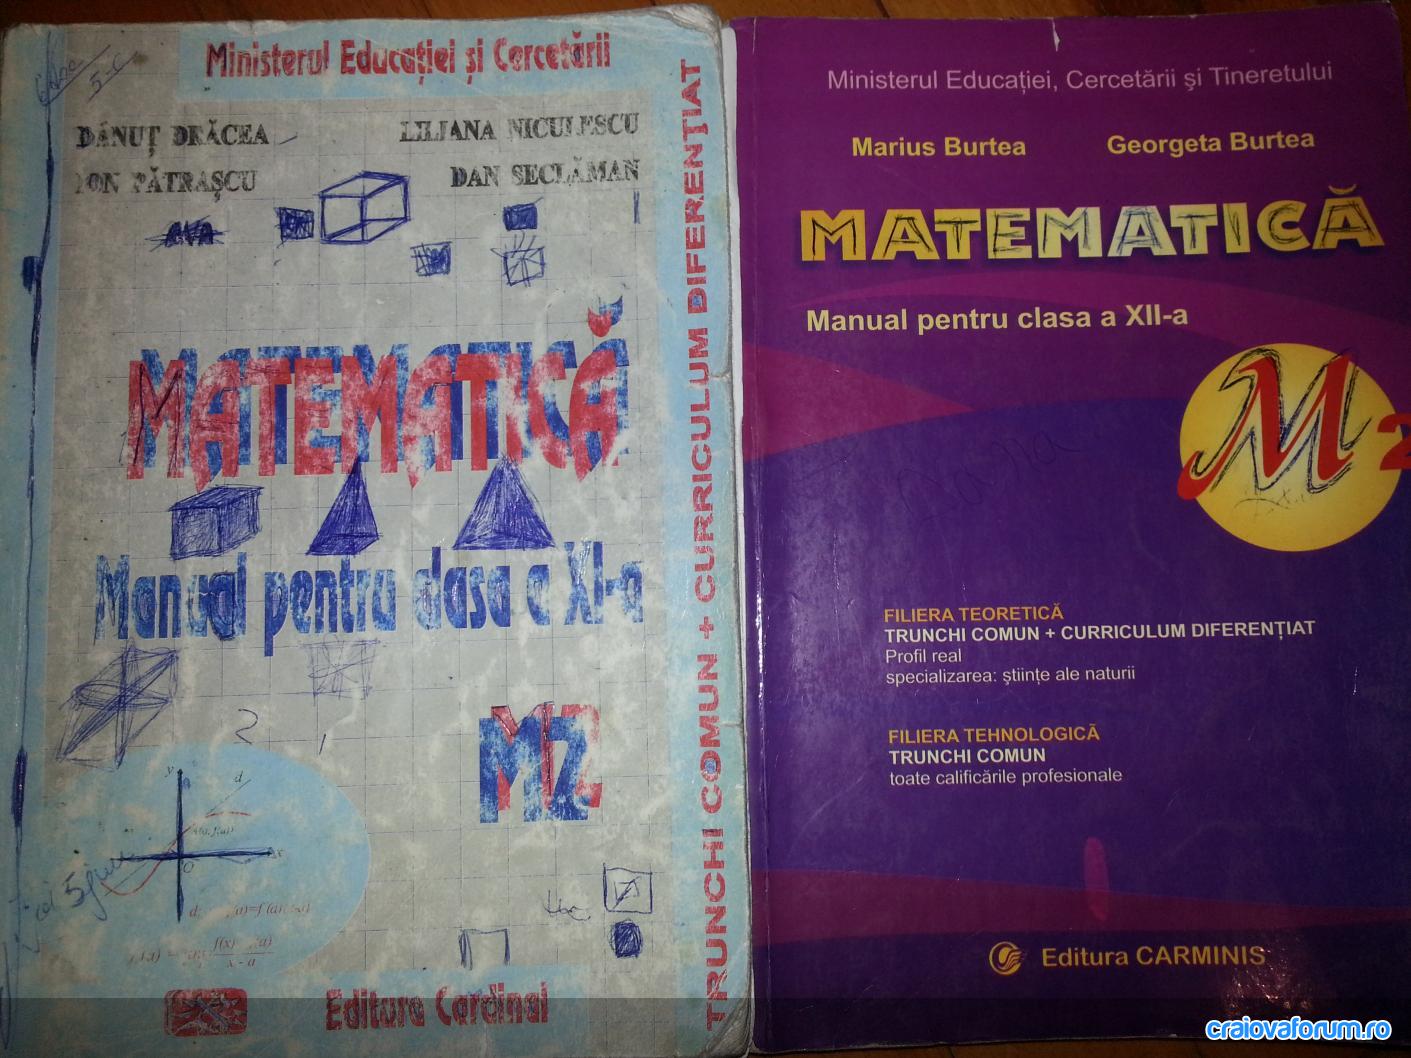 Ministerul Educației și Cercetării
DĂNUȚ DRĂCEA
LILIANA NICULESCU
ION PĂTRAȘCU
DAN SECLĂMAN
MATEMATICĂ
Manual pentru clasa a XI-a
M2
2
y
d
x
O
f(x)
x - a
Editura Cardinal
TRUNCHI COMUN + CURRICULUM DIFERENȚIAT
Ministerul Educației, Cercetării și Tineretului
Marius Burtea
Georgeta Burtea
MATEMATICĂ
Manual pentru clasa a XII-a
M2
FILIERA TEORETICĂ
TRUNCHI COMUN + CURRICULUM DIFERENȚIAT
Profil real
specializarea: științe ale naturii
FILIERA TEHNOLOGICĂ
TRUNCHI COMUN
toate calificările profesionale
Editura CARMINIS
craiovaforum.ro